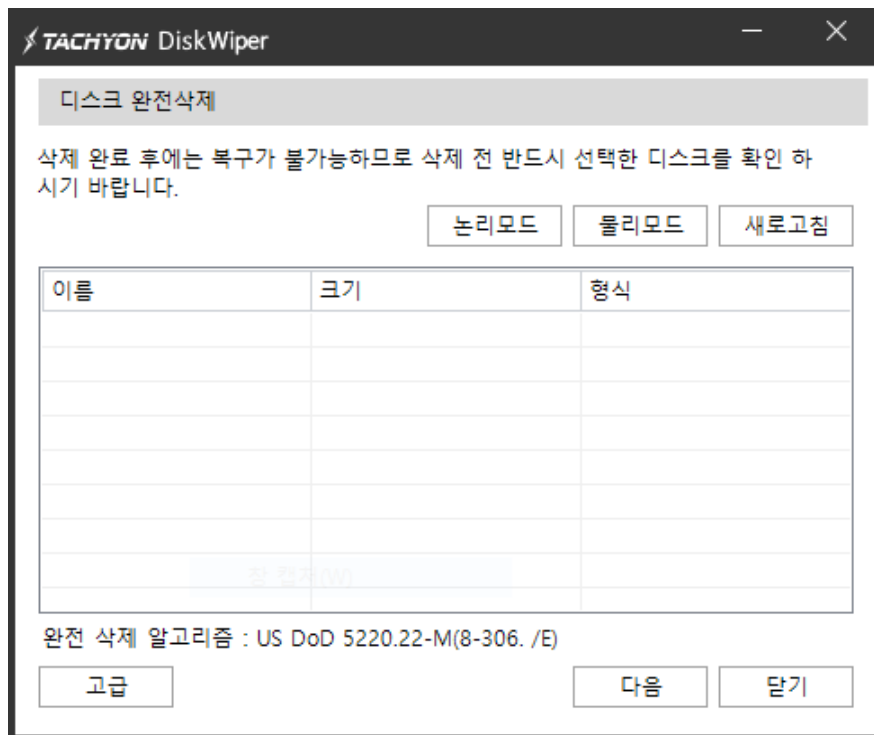 TACHYON DiskWiper
디스크 완전삭제
삭제 완료 후에는 복구가 불가능하므로 삭제 전 반드시 선택한 디스크를 확인 하
시기 바랍니다.
논리모드 물리모드 새로고침
이름 크기 형식
창 캡처(W)
완전 삭제 알고리즘 : US DoD 5220.22-M(8-306. /E)
고급 다음 닫기